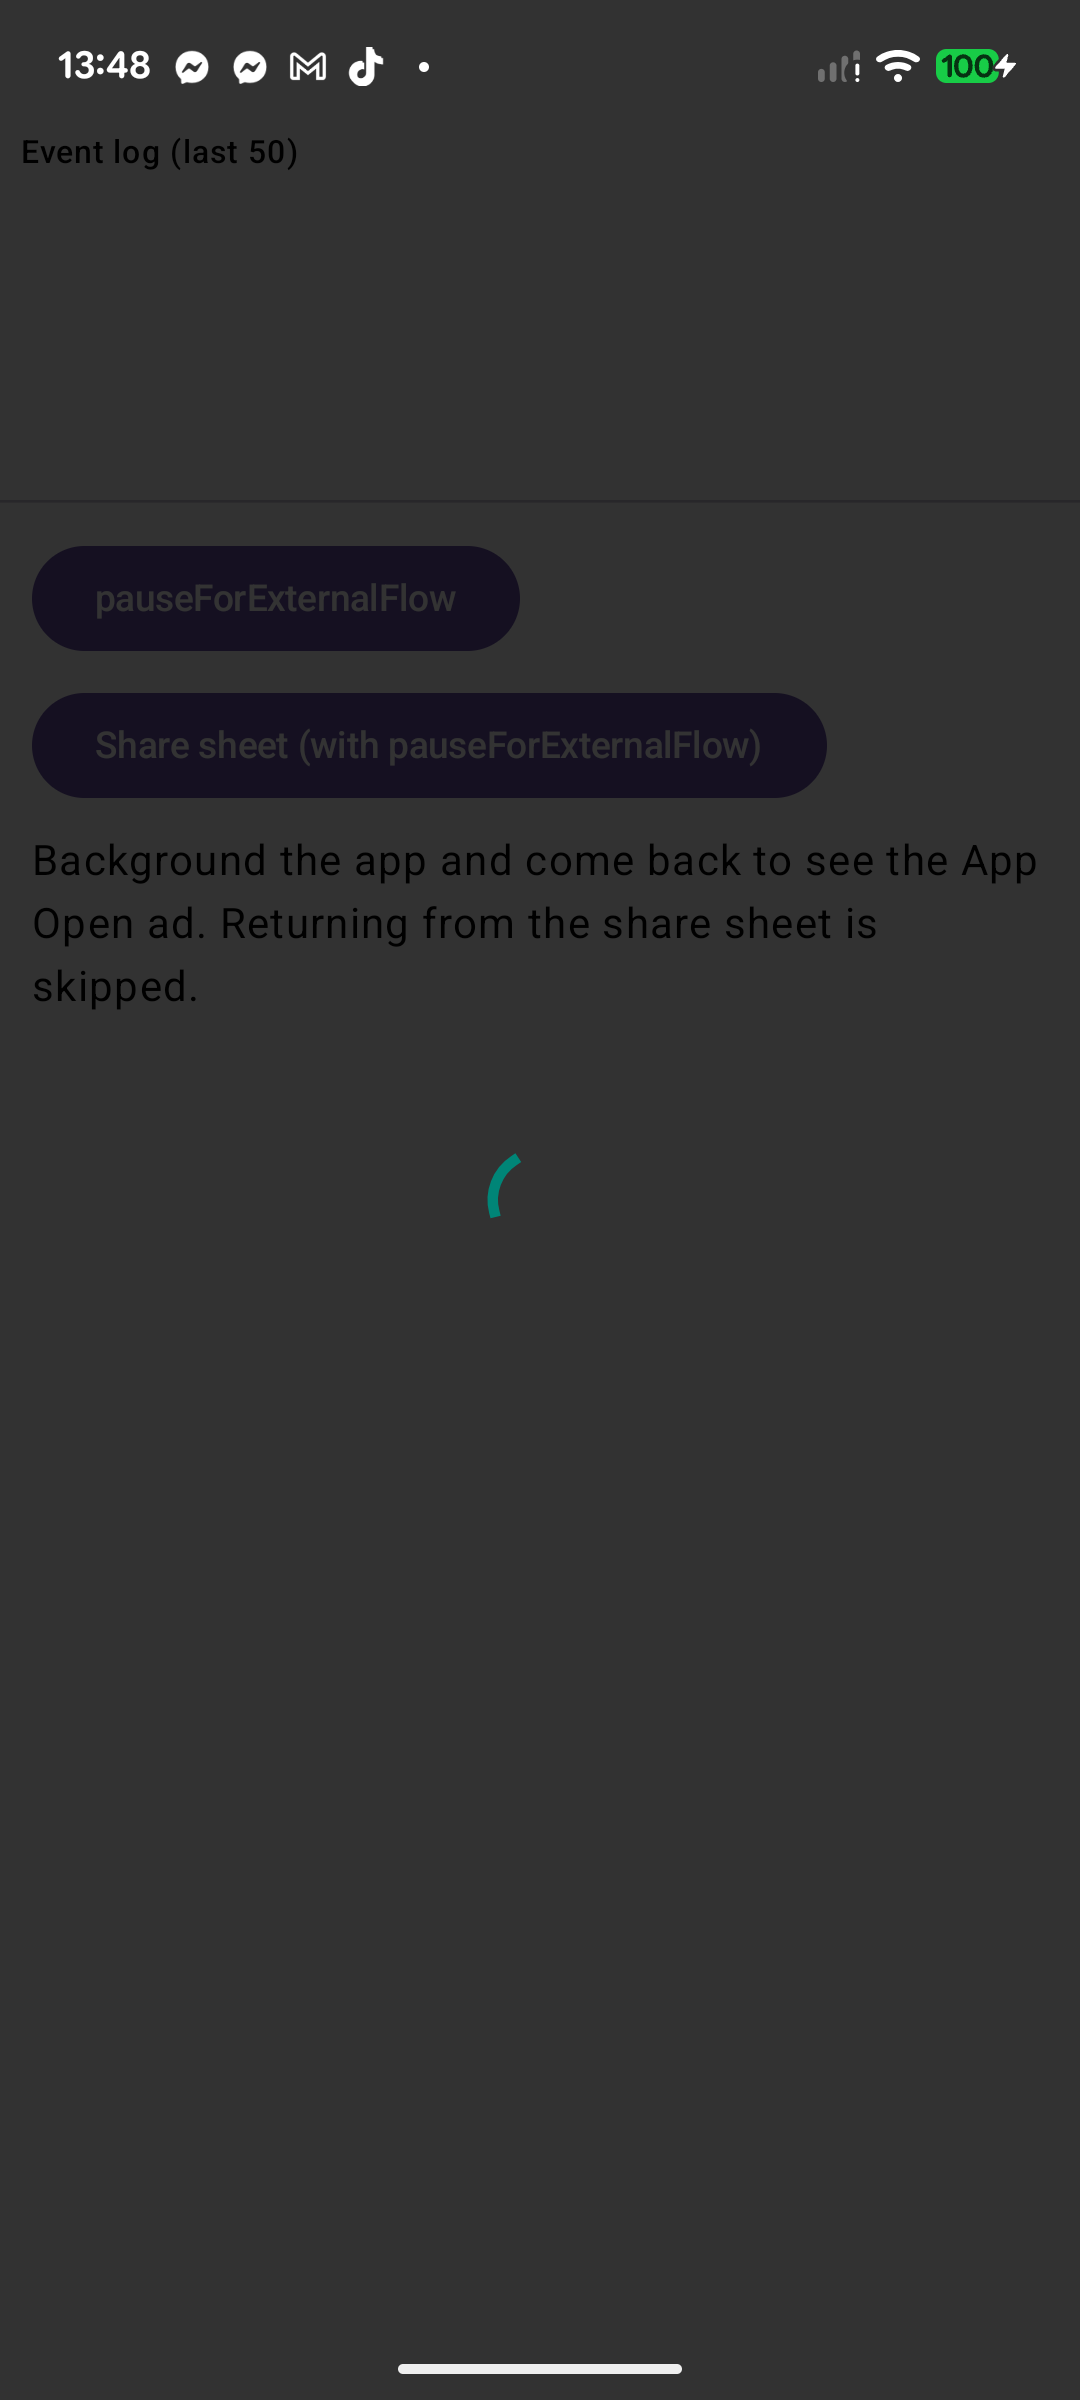 13:48
100
Event log (last 50)
pauseForExternalFlow
Share sheet (with pauseForExternalFlow)
Background the app and come back to see the App
Open ad. Returning from the share sheet is
skipped.